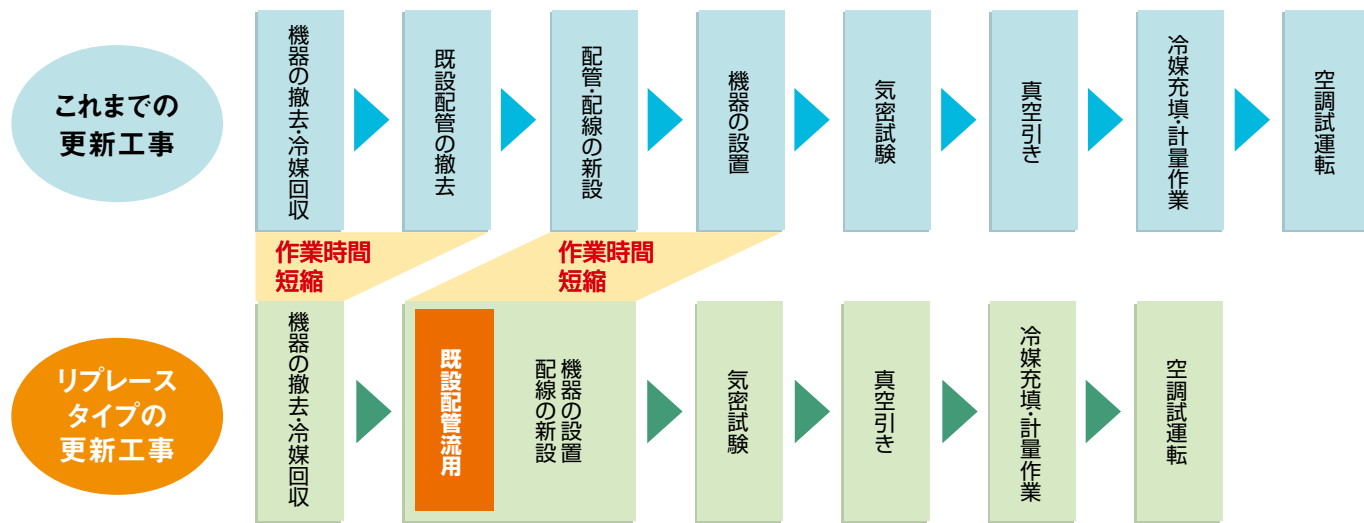 これまでの
更新工事
機器の撤去・冷媒回収
既設配管の撤去
配管・配線の新設
機器の設置
気密試験
真空引き
冷媒充填・計量作業
空調試運転
作業時間
短縮
作業時間
短縮
リプレース
タイプの
更新工事
機器の撤去・冷媒回収
既設配管流用
機器の設置
配線の新設
気密試験
真空引き
冷媒充填・計量作業
空調試運転